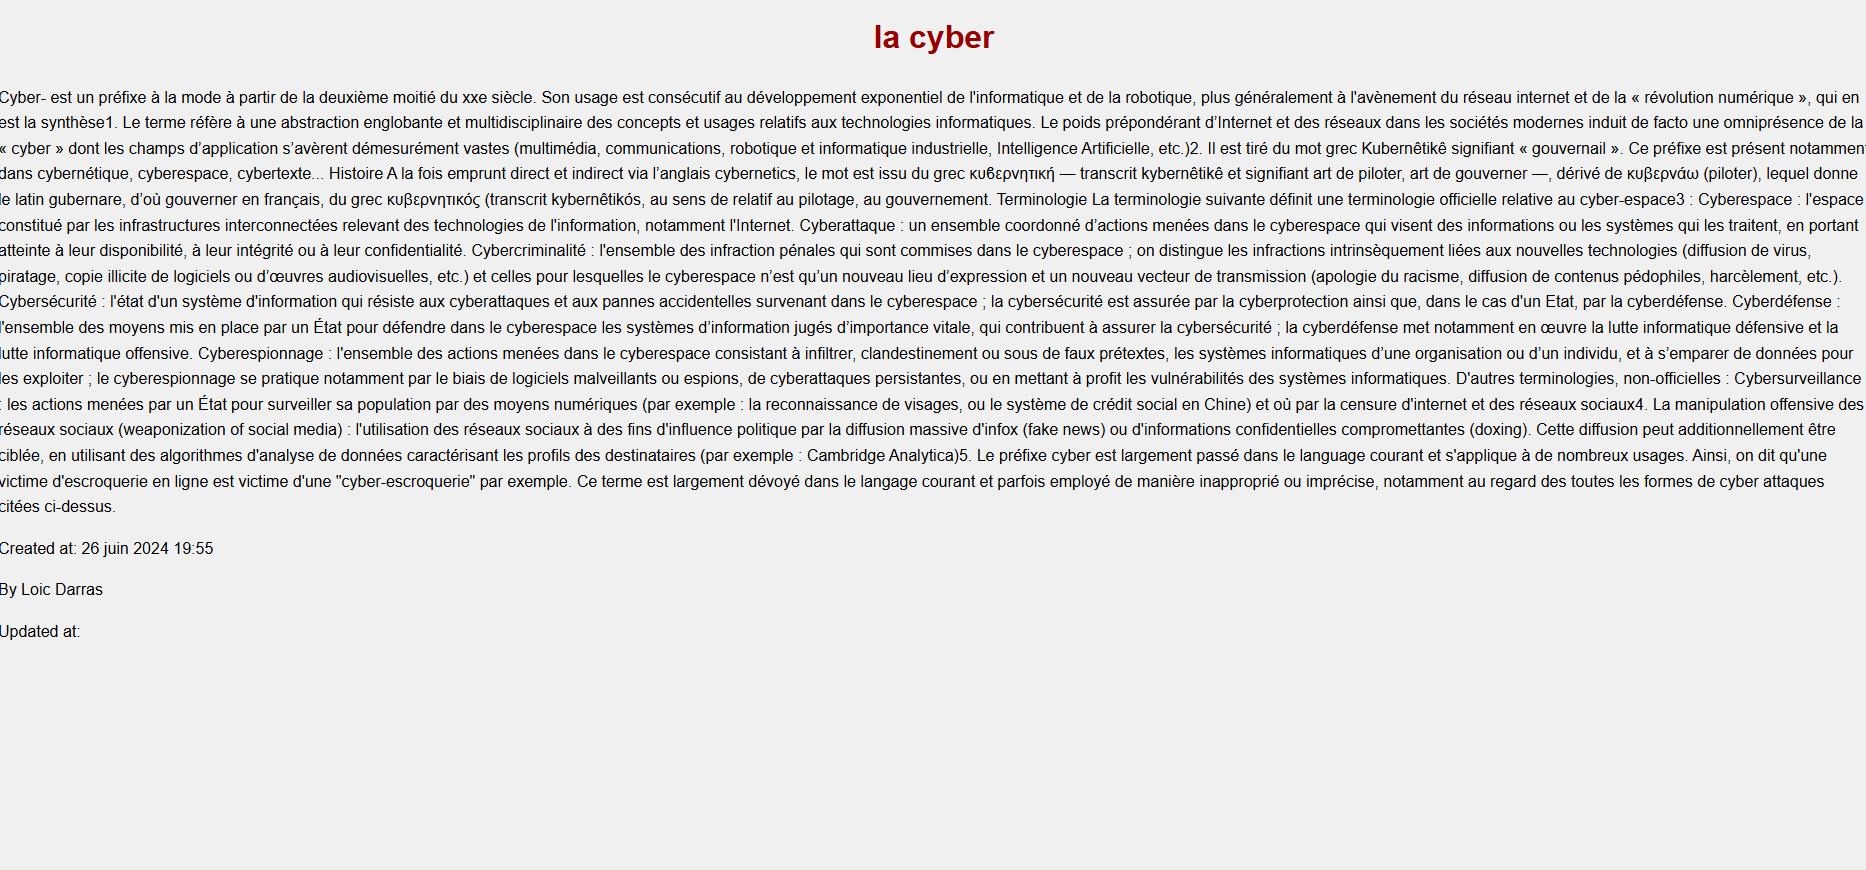 la cyber
Cyber- est un préfixe à la mode à partir de la deuxième moitié du xxe siècle. Son usage est consécutif au développement exponentiel de l'informatique et de la robotique, plus généralement à l'avènement du réseau internet et de la « révolution numérique », qui en
est la synthèse1. Le terme réfère à une abstraction englobante et multidisciplinaire des concepts et usages relatifs aux technologies informatiques. Le poids prépondérant d’Internet et des réseaux dans les sociétés modernes induit de facto une omniprésence de la
« cyber » dont les champs d’application s’avèrent démesurément vastes (multimédia, communications, robotique et informatique industrielle, Intelligence Artificielle, etc.)2. Il est tiré du mot grec Kubernêtikê signifiant « gouvernail ». Ce préfixe est présent notamment
dans cybernétique, cyberespace, cybertexte... Histoire A la fois emprunt direct et indirect via l’anglais cybernetics, le mot est issu du grec κυϐερνητική — transcrit kybernêtikê et signifiant art de piloter, art de gouverner —, dérivé de κυβερνάω (piloter), lequel donne
le latin gubernare, d’où gouverner en français, du grec κυβερνητικός (transcrit kybernêtikós, au sens de relatif au pilotage, au gouvernement. Terminologie La terminologie suivante définit une terminologie officielle relative au cyber-espace3 : Cyberespace : l'espace
constitué par les infrastructures interconnectées relevant des technologies de l'information, notamment l'Internet. Cyberattaque : un ensemble coordonné d’actions menées dans le cyberespace qui visent des informations ou les systèmes qui les traitent, en portant
atteinte à leur disponibilité, à leur intégrité ou à leur confidentialité. Cybercriminalité : l'ensemble des infraction pénales qui sont commises dans le cyberespace ; on distingue les infractions intrinsèquement liées aux nouvelles technologies (diffusion de virus,
piratage, copie illicite de logiciels ou d’œuvres audiovisuelles, etc.) et celles pour lesquelles le cyberespace n’est qu’un nouveau lieu d’expression et un nouveau vecteur de transmission (apologie du racisme, diffusion de contenus pédophiles, harcèlement, etc.).
Cybersécurité : l'état d'un système d'information qui résiste aux cyberattaques et aux pannes accidentelles survenant dans le cyberespace ; la cybersécurité est assurée par la cyberprotection ainsi que, dans le cas d'un Etat, par la cyberdéfense. Cyberdéfense :
l'ensemble des moyens mis en place par un État pour défendre dans le cyberespace les systèmes d’information jugés d’importance vitale, qui contribuent à assurer la cybersécurité ; la cyberdéfense met notamment en œuvre la lutte informatique défensive et la
lutte informatique offensive. Cyberespionnage : l'ensemble des actions menées dans le cyberespace consistant à infiltrer, clandestinement ou sous de faux prétextes, les systèmes informatiques d’une organisation ou d’un individu, et à s’emparer de données pour
les exploiter ; le cyberespionnage se pratique notamment par le biais de logiciels malveillants ou espions, de cyberattaques persistantes, ou en mettant à profit les vulnérabilités des systèmes informatiques. D'autres terminologies, non-officielles : Cybersurveillance
: les actions menées par un État pour surveiller sa population par des moyens numériques (par exemple : la reconnaissance de visages, ou le système de crédit social en Chine) et où par la censure d'internet et des réseaux sociaux4. La manipulation offensive des
réseaux sociaux (weaponization of social media) : l'utilisation des réseaux sociaux à des fins d'influence politique par la diffusion massive d'infox (fake news) ou d'informations confidentielles compromettantes (doxing). Cette diffusion peut additionnellement être
ciblée, en utilisant des algorithmes d'analyse de données caractérisant les profils des destinataires (par exemple : Cambridge Analytica)5. Le préfixe cyber est largement passé dans le language courant et s'applique à de nombreux usages. Ainsi, on dit qu'une
victime d'escroquerie en ligne est victime d'une "cyber-escroquerie" par exemple. Ce terme est largement dévoyé dans le langage courant et parfois employé de manière inapproprié ou imprécise, notamment au regard des toutes les formes de cyber attaques
citées ci-dessus.
Created at: 26 juin 2024 19:55
By Loic Darras
Updated at: